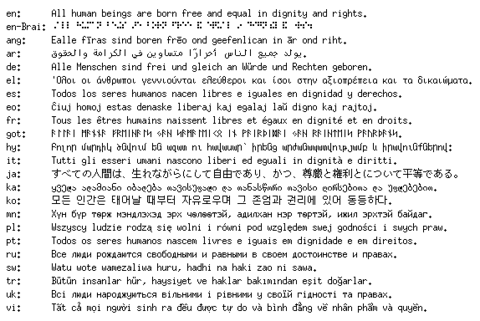 en: All human beings are born free and equal in dignity and rights.
en-Brai:
ang: Ealle fīras sind boren frēo ond geefenlican in ār ond riht.
ar: يولد جميع الناس أحرارًا متساوين في الكرامة والحقوق.
de: Alle Menschen sind frei und gleich an Würde und Rechten geboren.
el: Όλοι οι άνθρωποι γεννιούνται ελεύθεροι και ίσοι στην αξιοπρέπεια και τα δικαιώματα.
es: Todos los seres humanos nacen libres e iguales en dignidad y derechos.
eo: Ĉiuj homoj estas denaske liberaj kaj egalaj laŭ digno kaj rajtoj.
fr: Tous les êtres humains naissent libres et égaux en dignité et en droits.
got:
hy: Բոլոր մարդիկ ծնվում են ազատ ու հավասար՝ իրենց արժանապատվությամբ և իրավունքներով։
it: Tutti gli esseri umani nascono liberi ed eguali in dignità e diritti.
ja: すべての人間は、生れながらにして自由であり、かつ、尊厳と権利とについて平等である。
ka: ყველა ადამიანი იბადება თავისუფალი და თანასწორი თავისი ღირსებითა და უფლებებით.
ko: 모든 인간은 태어날 때부터 자유로우며 그 존엄과 권리에 있어 동등하다.
mn: Хүн бүр төрж мэндлэхэд эрх чөлөөтэй, адилхан нэр төртэй, ижил эрхтэй байдаг.
pl: Wszyscy ludzie rodzą się wolni i równi pod względem swej godności i swych praw.
pt: Todos os seres humanos nascem livres e iguais em dignidade e em direitos.
ru: Все люди рождаются свободными и равными в своем достоинстве и правах.
sw: Watu wote wamezaliwa huru, hadhi na haki zao ni sawa.
tr: Bütün insanlar hür, haysiyet ve haklar bakımından eşit doğarlar.
uk: Всі люди народжуються вільними і рівними у своїй гідності та правах.
vi: Tất cả mọi người sinh ra đều được tự do và bình đẳng về nhân phẩm và quyền.